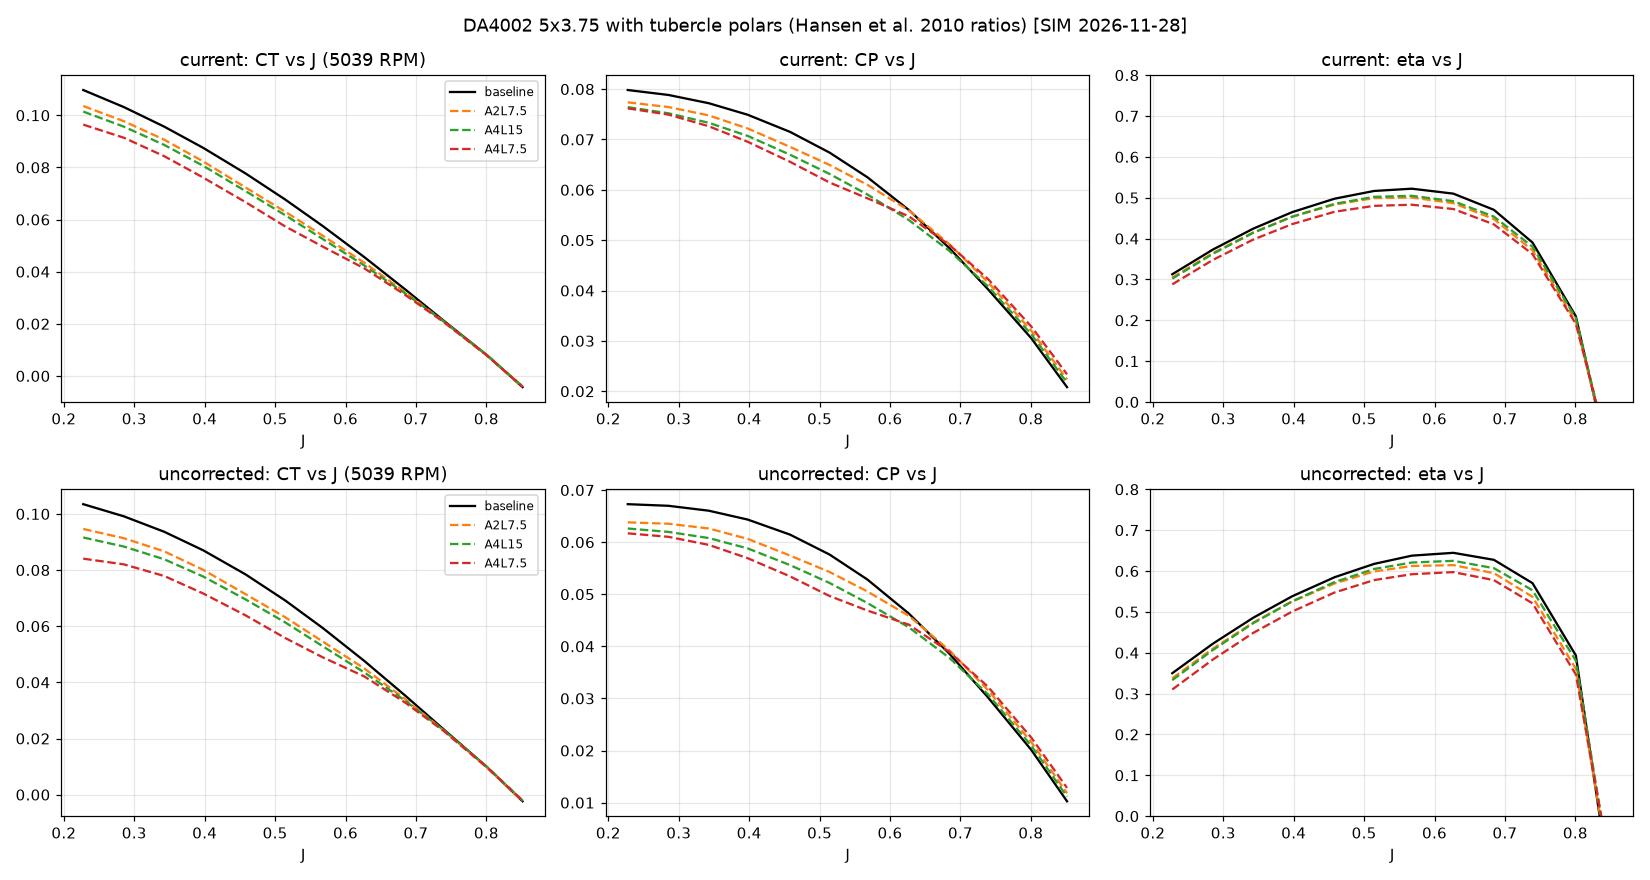 DA4002 5x3.75 with tubercle polars (Hansen et al. 2010 ratios) [SIM 2026-11-28]
current: CT vs J (5039 RPM)
0.10
0.08
0.06
0.04
0.02
0.00
baseline
A2L7.5
A4L15
A4L7.5
0.2 0.3 0.4 0.5 0.6 0.7 0.8
J
current: CP vs J
0.08
0.07
0.06
0.05
0.04
0.03
0.02
0.2 0.3 0.4 0.5 0.6 0.7 0.8
J
current: eta vs J
0.8
0.7
0.6
0.5
0.4
0.3
0.2
0.1
0.0
0.2 0.3 0.4 0.5 0.6 0.7 0.8
J
uncorrected: CT vs J (5039 RPM)
0.10
0.08
0.06
0.04
0.02
0.00
baseline
A2L7.5
A4L15
A4L7.5
0.2 0.3 0.4 0.5 0.6 0.7 0.8
J
uncorrected: CP vs J
0.07
0.06
0.05
0.04
0.03
0.02
0.01
0.2 0.3 0.4 0.5 0.6 0.7 0.8
J
uncorrected: eta vs J
0.8
0.7
0.6
0.5
0.4
0.3
0.2
0.1
0.0
0.2 0.3 0.4 0.5 0.6 0.7 0.8
J